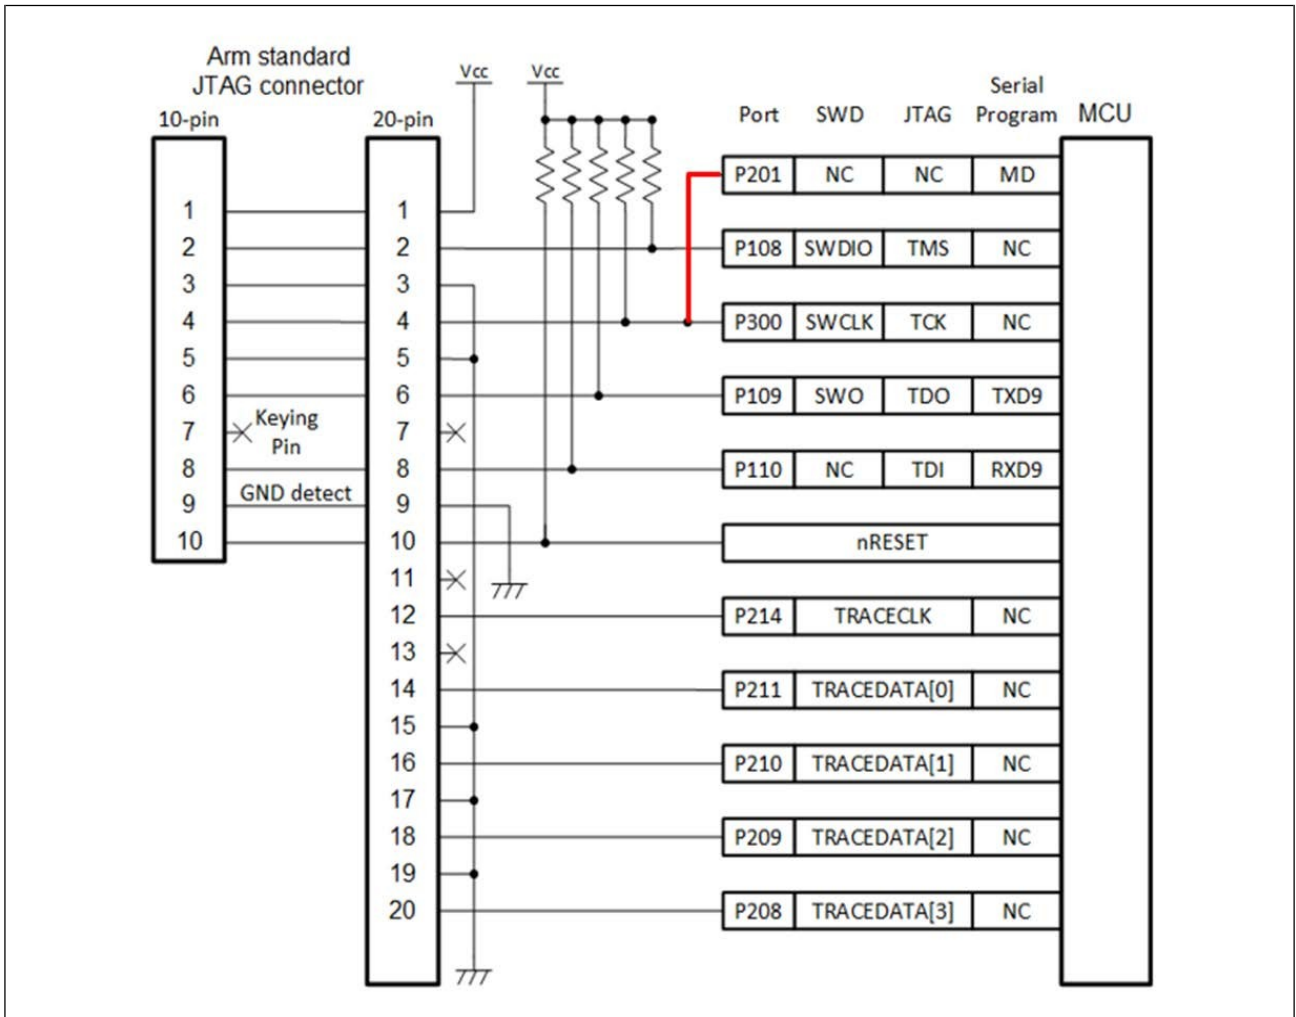 Arm standard
JTAG connector
10-pin
20-pin
Vcc
Vcc
Port SWD JTAG Serial Program MCU
P201 NC NC MD
1 1
2 2 P108 SWDIO TMS NC
3 3
4 4 P300 SWCLK TCK NC
5 5
6 6 P109 SWO TDO TXD9
7 Keying Pin 7
8 8 P110 NC TDI RXD9
9 GND detect 9
10 10 nRESET
11
12 P214 TRACECLK NC
13
14 P211 TRACEDATA[0] NC
15
16 P210 TRACEDATA[1] NC
17
18 P209 TRACEDATA[2] NC
19
20 P208 TRACEDATA[3] NC